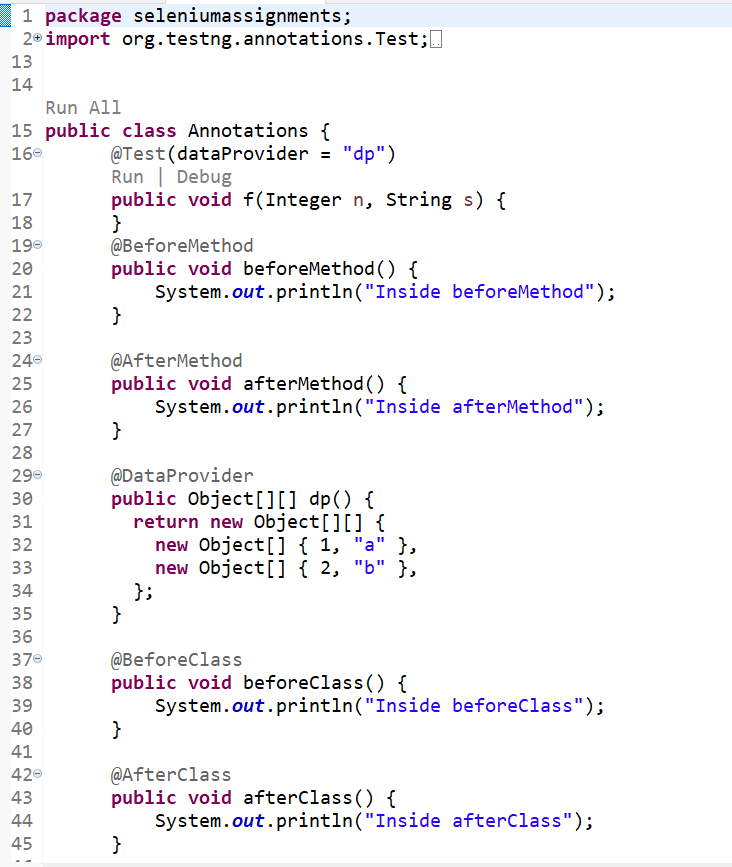 1 package seleniumassignments;
2 import org.testng.annotations.Test;
13
14
Run All
15 public class Annotations {
16 @Test(dataProvider = "dp")
Run | Debug
17 public void f(Integer n, String s) {
18 }
19 @BeforeMethod
20 public void beforeMethod() {
21 System.out.println("Inside beforeMethod");
22 }
23
24 @AfterMethod
25 public void afterMethod() {
26 System.out.println("Inside afterMethod");
27 }
28
29 @DataProvider
30 public Object[][] dp() {
31 return new Object[][] {
32 new Object[] { 1, "a" },
33 new Object[] { 2, "b" },
34 };
35 }
36
37 @BeforeClass
38 public void beforeClass() {
39 System.out.println("Inside beforeClass");
40 }
41
42 @AfterClass
43 public void afterClass() {
44 System.out.println("Inside afterClass");
45 }